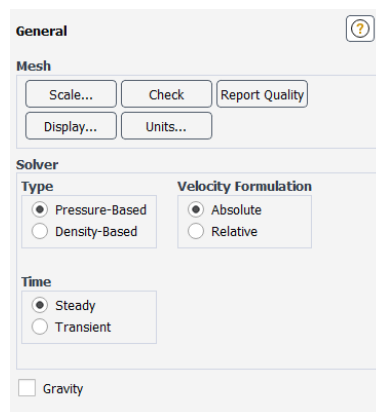 General
?
Mesh
Scale... Check Report Quality
Display... Units...
Solver
Type Velocity Formulation
Pressure-Based Absolute
Density-Based Relative
Time
Steady
Transient
Gravity